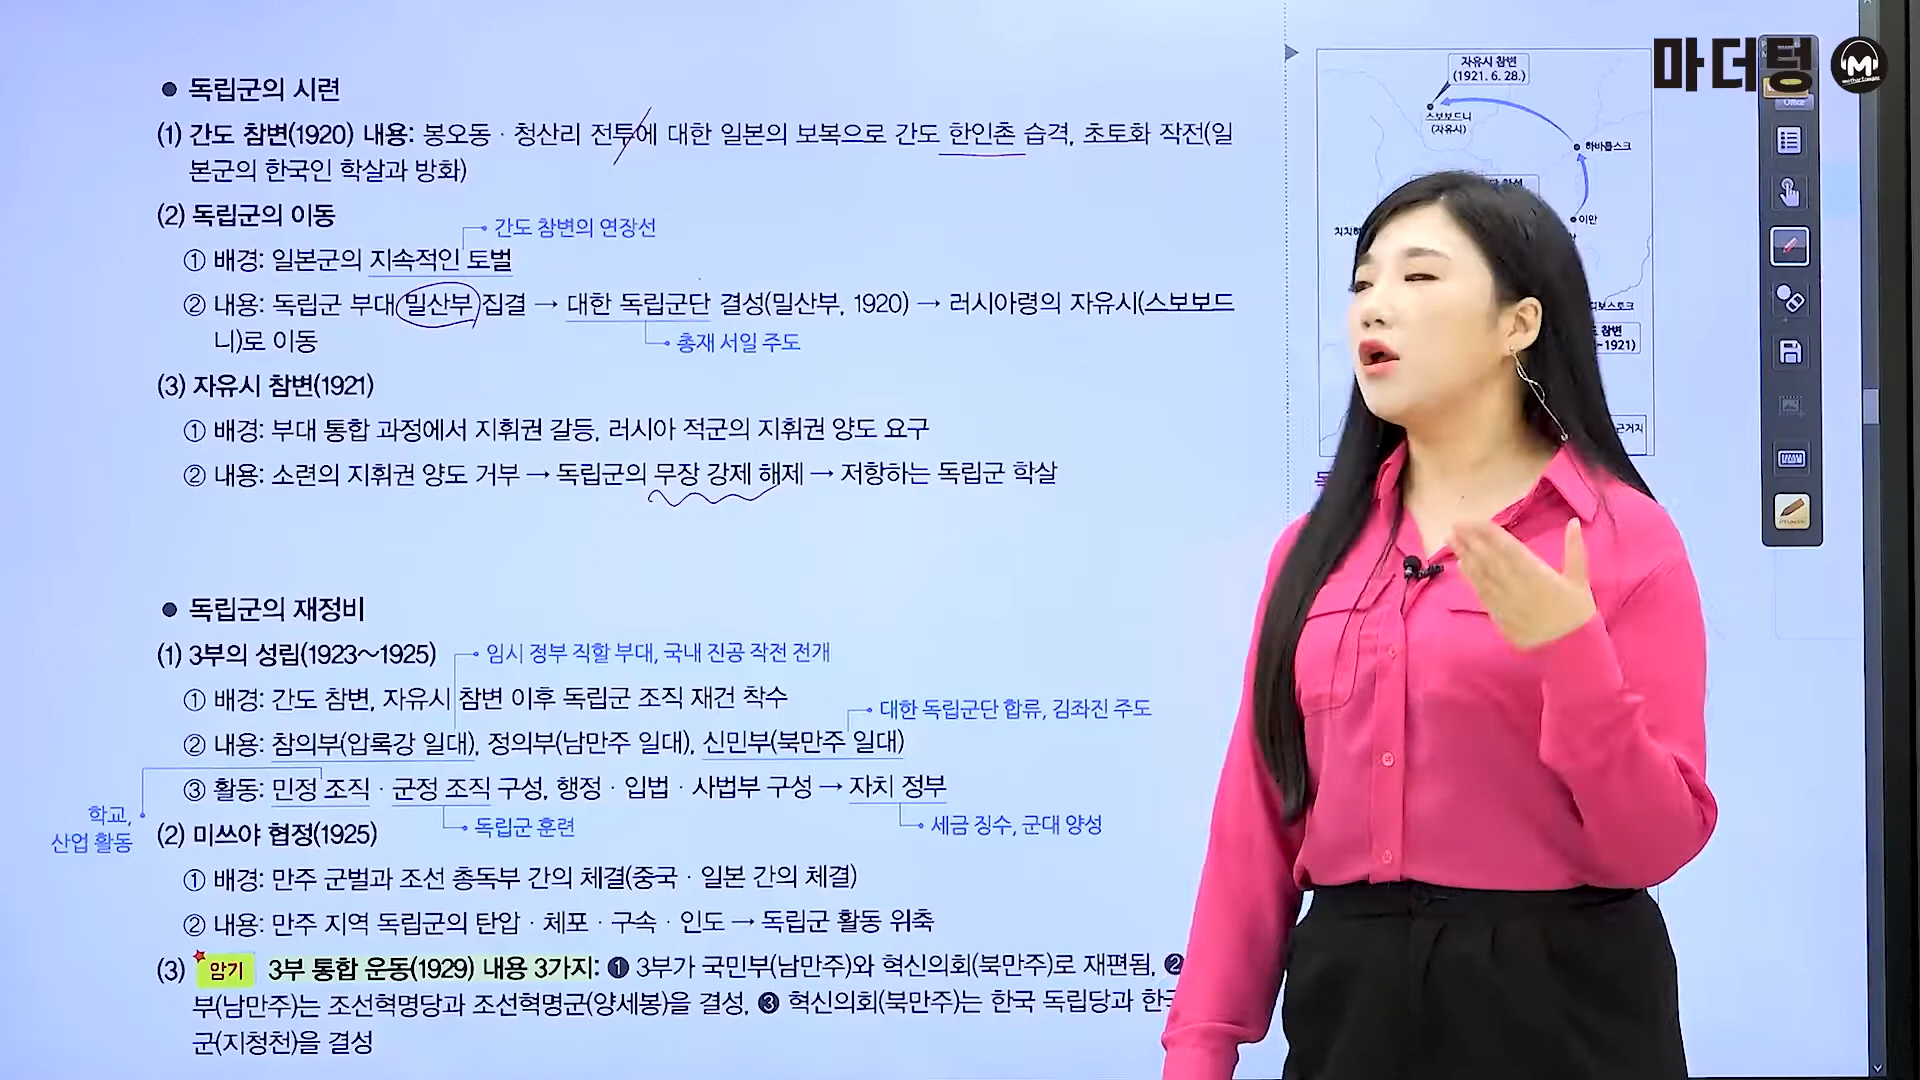 마더텅
M
● 독립군의 시련
(1) 간도 참변(1920) 내용: 봉오동 · 청산리 전투에 대한 일본의 보복으로 간도 한인촌 습격, 초토화 작전(일
본군의 한국인 학살과 방화)
(2) 독립군의 이동
간도 참변의 연장선
① 배경: 일본군의 지속적인 토벌
② 내용: 독립군 부대 밀산부 집결 → 대한 독립군단 결성(밀산부, 1920) → 러시아령의 자유시(스보보드
니)로 이동
총재 서일 주도
(3) 자유시 참변(1921)
① 배경: 부대 통합 과정에서 지휘권 갈등, 러시아 적군의 지휘권 양도 요구
② 내용: 소련의 지휘권 양도 거부 → 독립군의 무장 강제 해제 → 저항하는 독립군 학살
● 독립군의 재정비
(1) 3부의 성립(1923~1925)
임시 정부 직할 부대, 국내 진공 작전 전개
① 배경: 간도 참변, 자유시 참변 이후 독립군 조직 재건 착수
대한 독립군단 합류, 김좌진 주도
② 내용: 참의부(압록강 일대), 정의부(남만주 일대), 신민부(북만주 일대)
③ 활동: 민정 조직 · 군정 조직 구성, 행정 · 입법 · 사법부 구성 → 자치 정부
학교,
산업 활동
독립군 훈련
세금 징수, 군대 양성
(2) 미쓰야 협정(1925)
① 배경: 만주 군벌과 조선 총독부 간의 체결(중국 · 일본 간의 체결)
② 내용: 만주 지역 독립군의 탄압 · 체포 · 구속 · 인도 → 독립군 활동 위축
(3) 암기 3부 통합 운동(1929) 내용 3가지: ❶ 3부가 국민부(남만주)와 혁신의회(북만주)로 재편됨, ❷
부(남만주)는 조선혁명당과 조선혁명군(양세봉)을 결성, ❸ 혁신의회(북만주)는 한국 독립당과 한국
군(지청천)을 결성
자유시 참변
(1921. 6. 28.)
스보보드니
(자유시)
하바롭스크
이만
참변
~1921)
근거지
Office